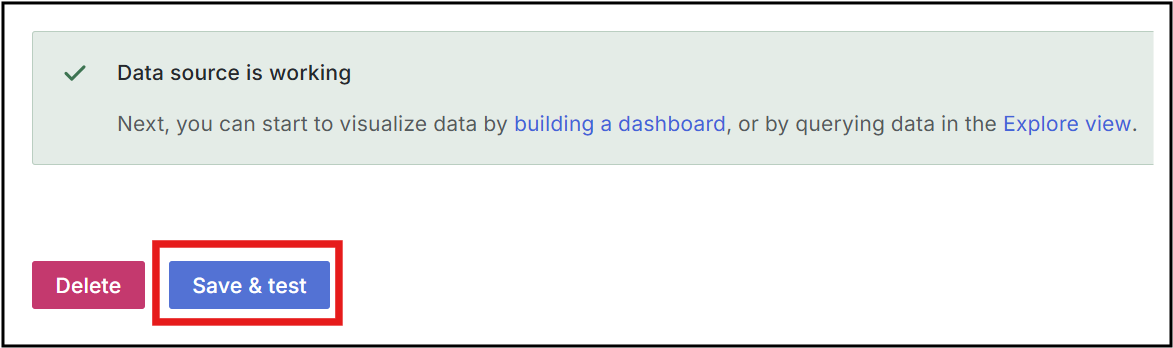 Data source is working
Next, you can start to visualize data by building a dashboard, or by querying data in the Explore view.
Delete
Save & test